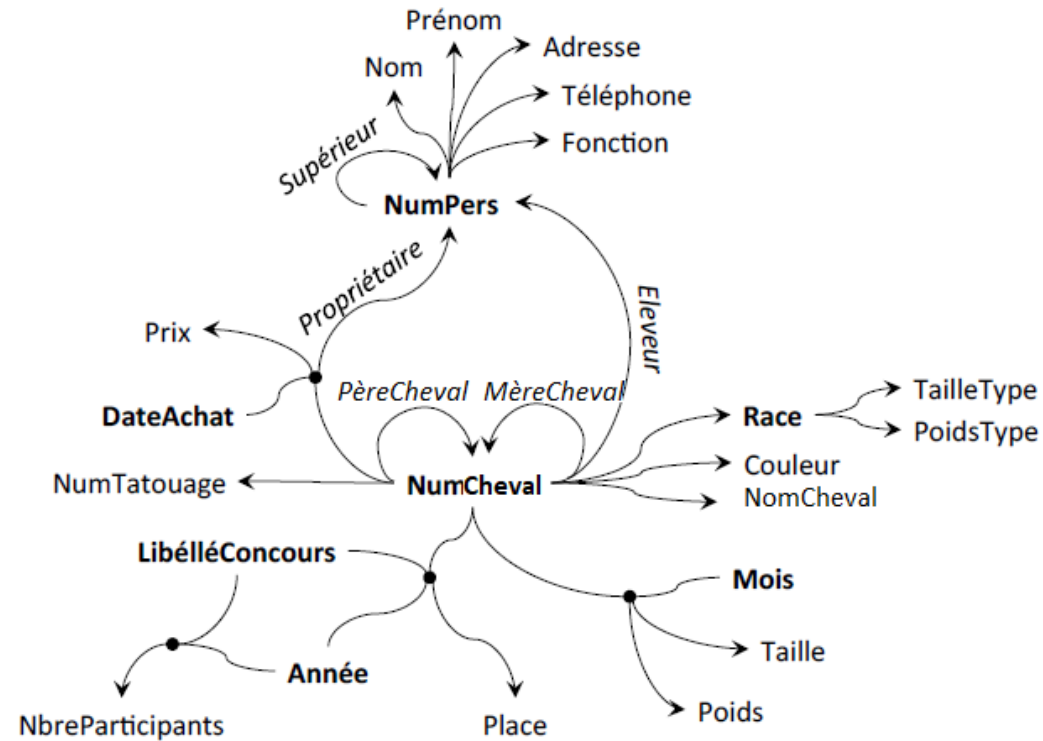 Prénom
Adresse
Nom
Téléphone
Fonction
Supérieur
NumPers
Propriétaire
Eleveur
Prix
PèreCheval
MèreCheval
DateAchat
Race
TailleType
PoidsType
Couleur
NumTatouage
NumCheval
NomCheval
LibélléConcours
Mois
Taille
Année
Poids
NbreParticipants
Place